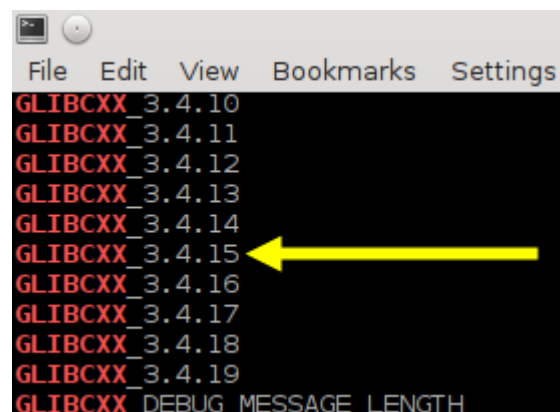 File Edit View Bookmarks Settings
GLIBCXX_3.4.10
GLIBCXX_3.4.11
GLIBCXX_3.4.12
GLIBCXX_3.4.13
GLIBCXX_3.4.14
GLIBCXX_3.4.15
GLIBCXX_3.4.16
GLIBCXX_3.4.17
GLIBCXX_3.4.18
GLIBCXX_3.4.19
GLIBCXX_DEBUG_MESSAGE_LENGTH